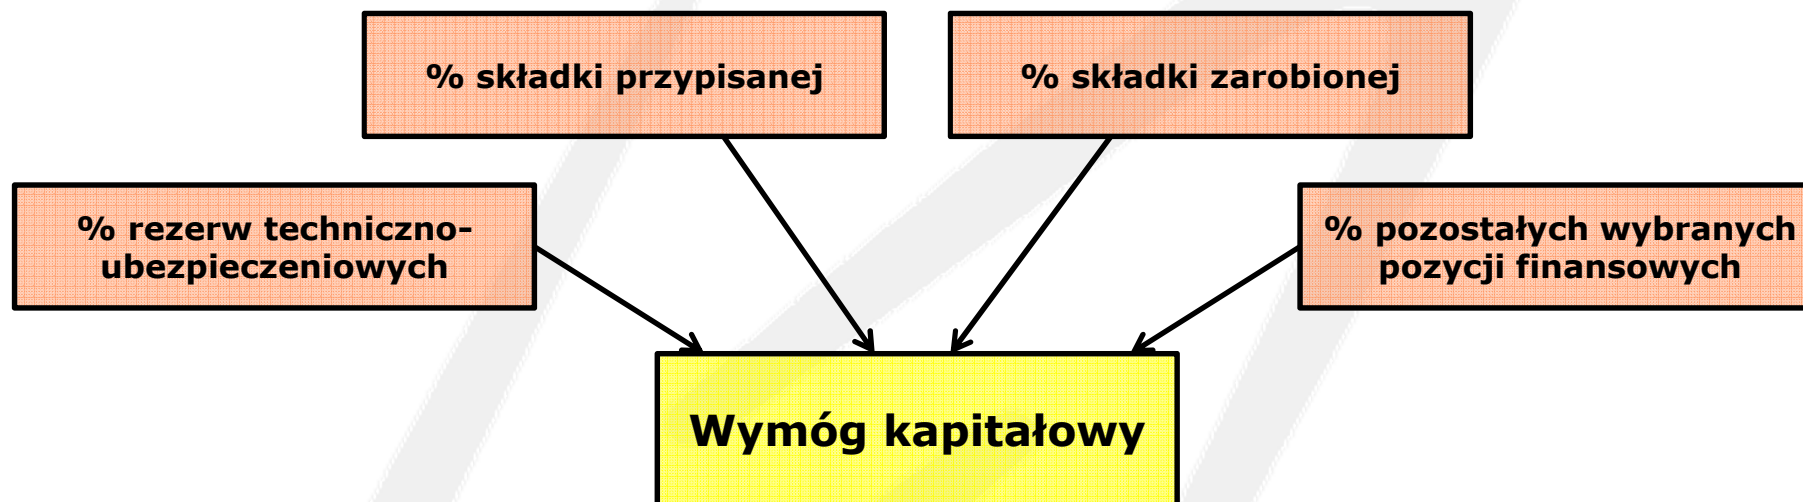 % składki przypisanej
% składki zarobionej
% rezerw techniczno-
ubezpieczeniowych
% pozostałych wybranych
pozycji finansowych
Wymóg kapitałowy